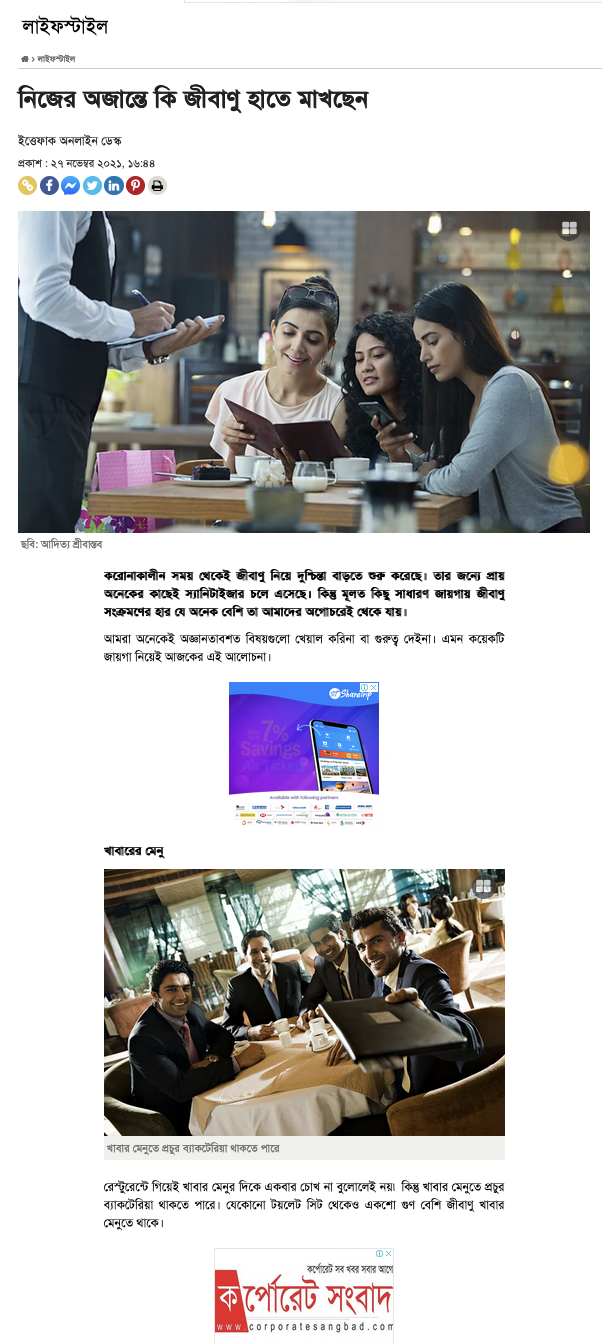 লাইফস্টাইল
লাইফস্টাইল
নিজের অজান্তে কি জীবাণু হাতে মাখছেন
ইত্তেফাক অনলাইন ডেস্ক
প্রকাশ : ২৭ নভেম্বর ২০২১, ১৬:৪৪
ছবি: আদিত্য শ্রীবাস্তব
করোনাকালীন সময় থেকেই জীবাণু নিয়ে দুশ্চিন্তা বাড়তে শুরু করেছে। তার জন্যে প্রায়
অনেকের কাছেই স্যানিটাইজার চলে এসেছে। কিন্তু মূলত কিছু সাধারণ জায়গায় জীবাণু
সংক্রমণের হার যে অনেক বেশি তা আমাদের অগোচরেই থেকে যায়।
আমরা অনেকেই অজ্ঞানতাবশত বিষয়গুলো খেয়াল করিনা বা গুরুত্ব দেইনা। এমন কয়েকটি
জায়গা নিয়েই আজকের এই আলোচনা।
Sharetrip
7%
Savings
Air Tickets
Available with following partners
খাবারের মেনু
খাবার মেনুতে প্রচুর ব্যাকটেরিয়া থাকতে পারে
রেস্টুরেন্টে গিয়েই খাবার মেনুর দিকে একবার চোখ না বুলোলেই নয়৷ কিন্তু খাবার মেনুতে প্রচুর
ব্যাকটেরিয়া থাকতে পারে। যেকোনো টয়লেট সিট থেকেও একশো গুণ বেশি জীবাণু খাবার
মেনুতে থাকে।
কর্পোরেট সব খবর সবার আগে
কর্পোরেট সংবাদ
www.corporatesangbad.com